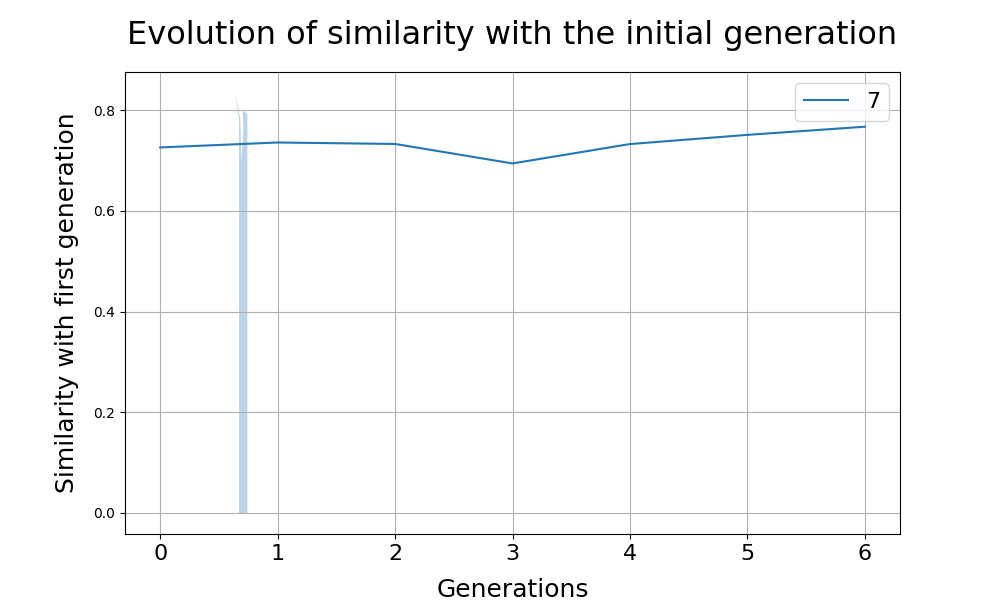 Evolution of similarity with the initial generation
7
Similarity with first generation
0.8
0.6
0.4
0.2
0.0
0 1 2 3 4 5 6
Generations